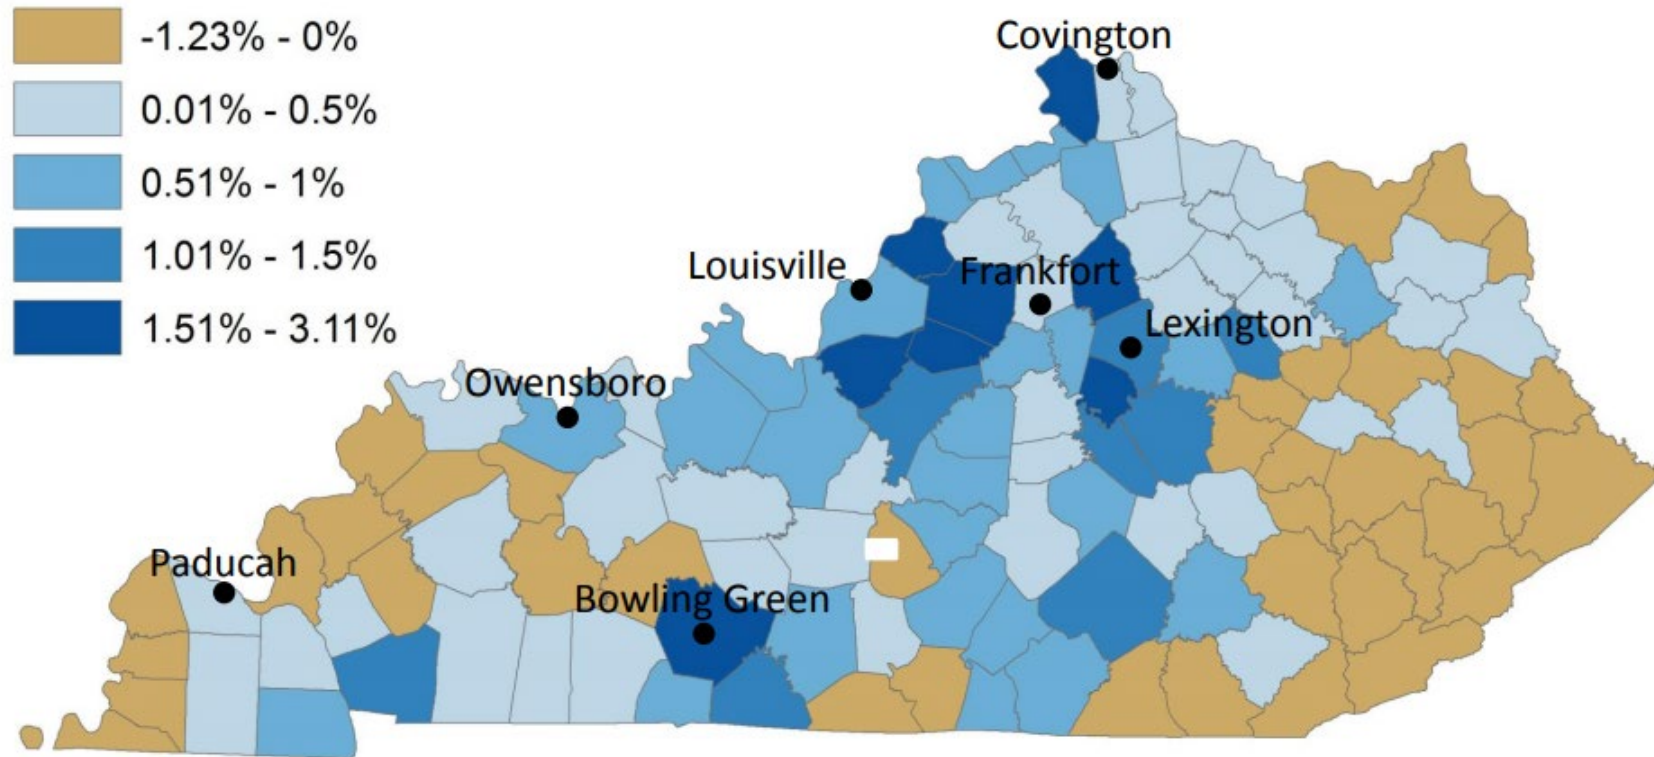 -1.23% - 0%
0.01% - 0.5%
0.51% - 1%
1.01% - 1.5%
1.51% - 3.11%
Covington
Louisville
Frankfort
Lexington
Owensboro
Paducah
Bowling Green